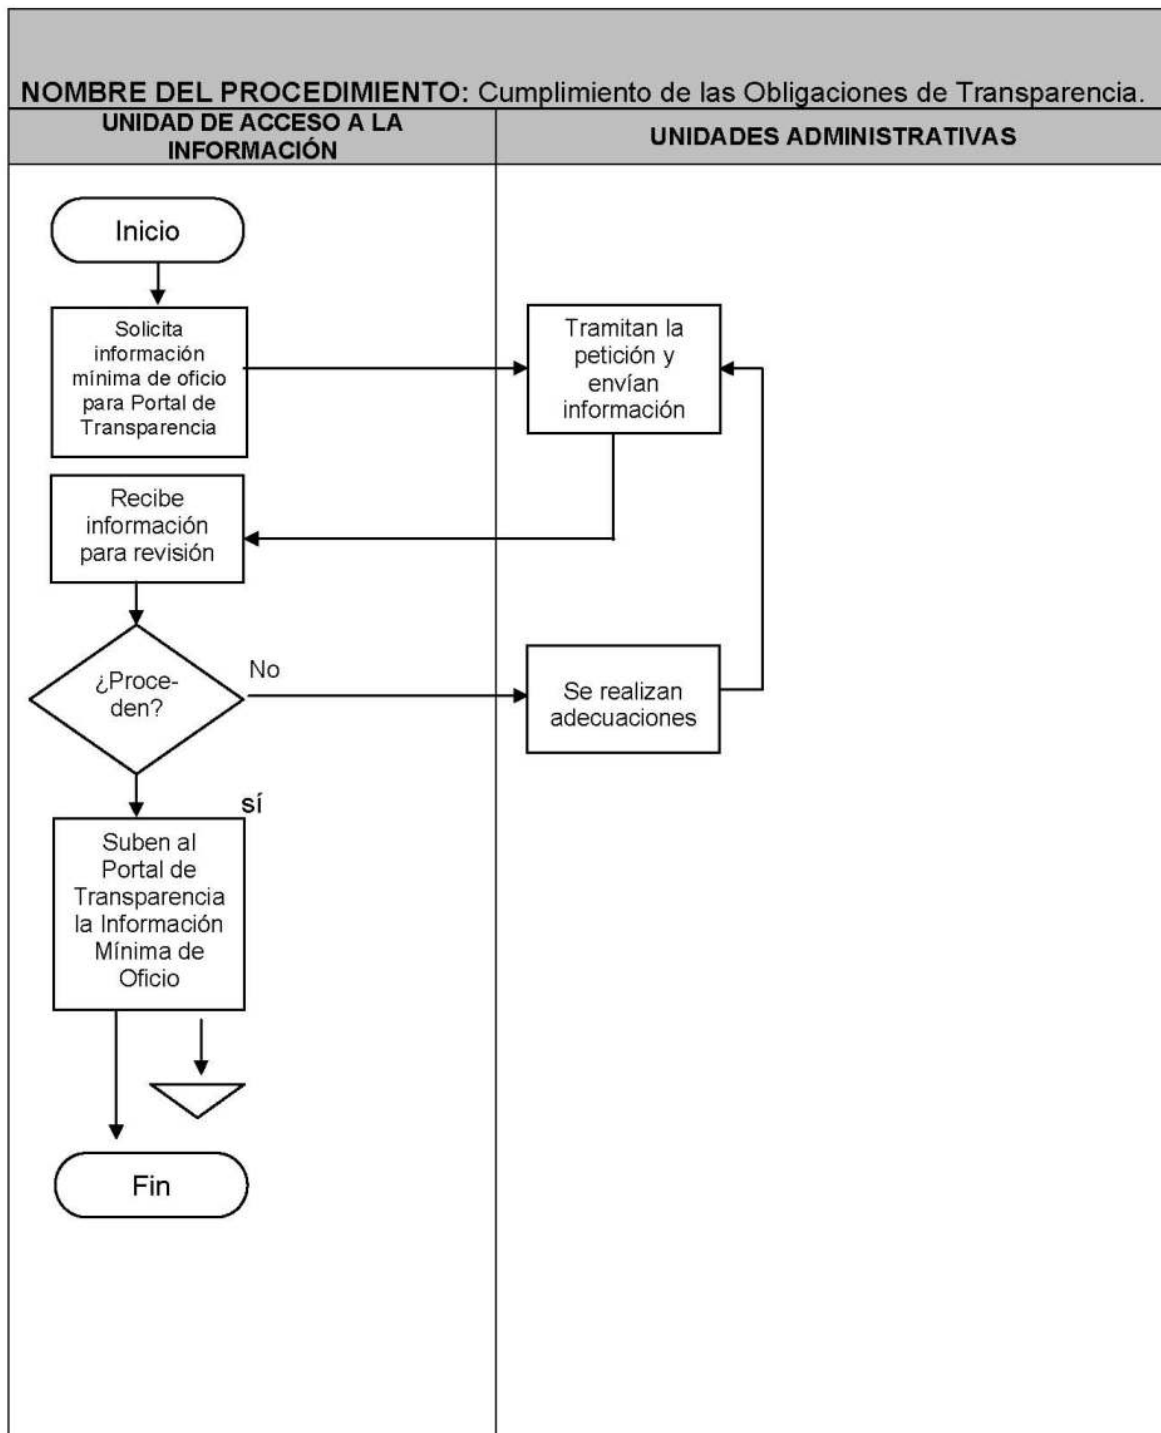 NOMBRE DEL PROCEDIMIENTO: Cumplimiento de las Obligaciones de Transparencia.
UNIDAD DE ACCESO A LA
INFORMACIÓN
UNIDADES ADMINISTRATIVAS
Inicio
Solicita
información
mínima de oficio
para Portal de
Transparencia
Tramitan la
petición y
envían
información
Recibe
información
para revisión
¿Proce-
den?
No
Se realizan
adecuaciones
sí
Suben al
Portal de
Transparencia
la Información
Mínima de
Oficio
Fin